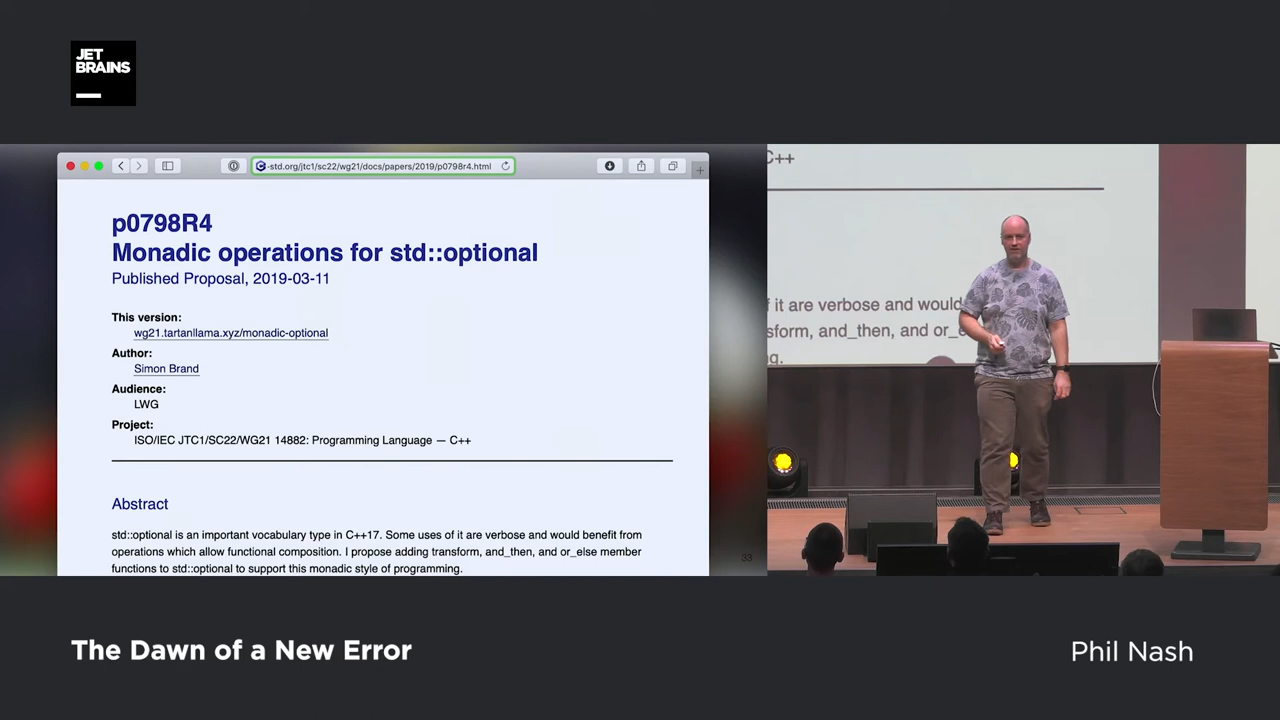 JET
BRAINS
-std.org/jtc1/sc22/wg21/docs/papers/2019/p0798r4.html
p0798R4
Monadic operations for std::optional
Published Proposal, 2019-03-11
This version:
wg21.tartanllama.xyz/monadic-optional
Author:
Simon Brand
Audience:
LWG
Project:
ISO/IEC JTC1/SC22/WG21 14882: Programming Language — C++
Abstract
std::optional is an important vocabulary type in C++17. Some uses of it are verbose and would benefit from
operations which allow functional composition. I propose adding transform, and_then, and or_else member
functions to std::optional to support this monadic style of programming.
33
C++
f it are verbose and would
sform, and_then, and or_e
g.
The Dawn of a New Error
Phil Nash